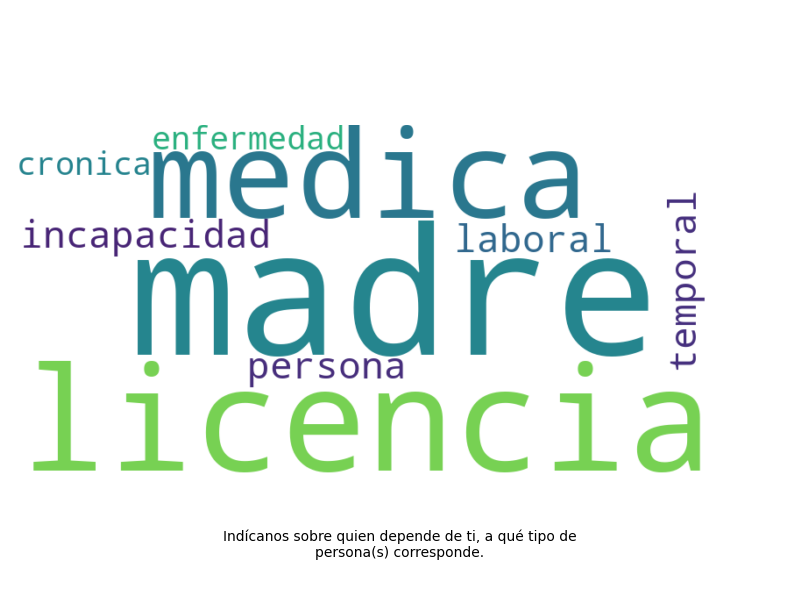 enfermedad
cronica
medica
incapacidad
laboral
temporal
madre
persona
licencia
Indícanos sobre quien depende de ti, a qué tipo de
persona(s) corresponde.